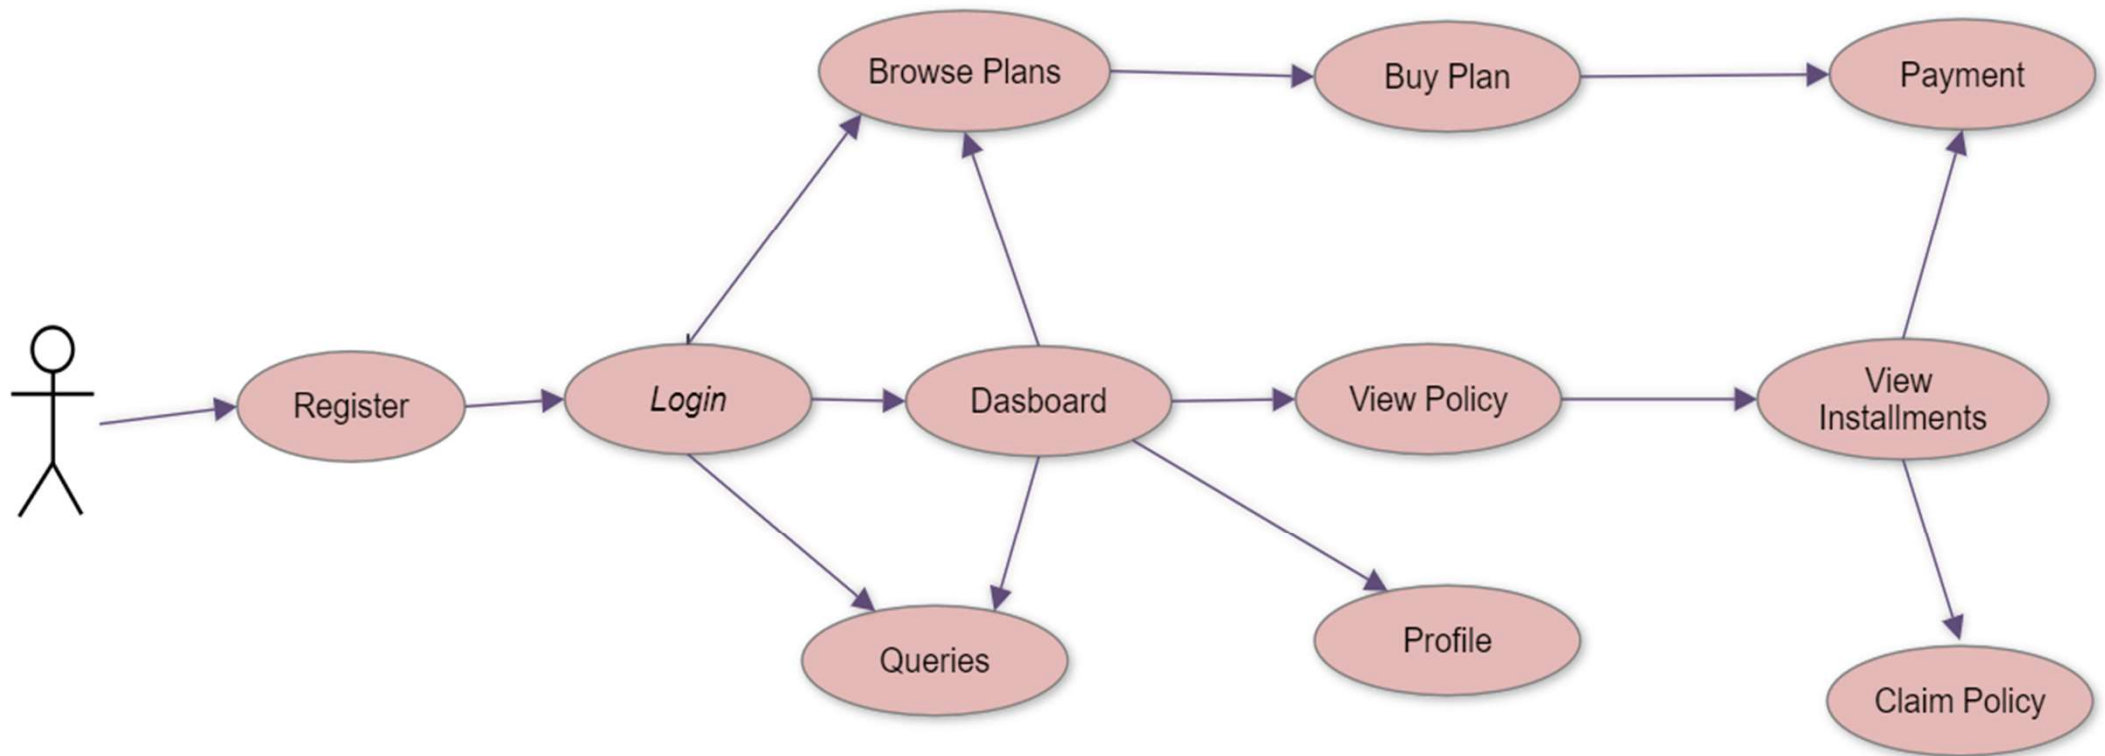 Browse Plans
Buy Plan
Payment
Register
Login
Dasboard
View Policy
View
Installments
Queries
Profile
Claim Policy